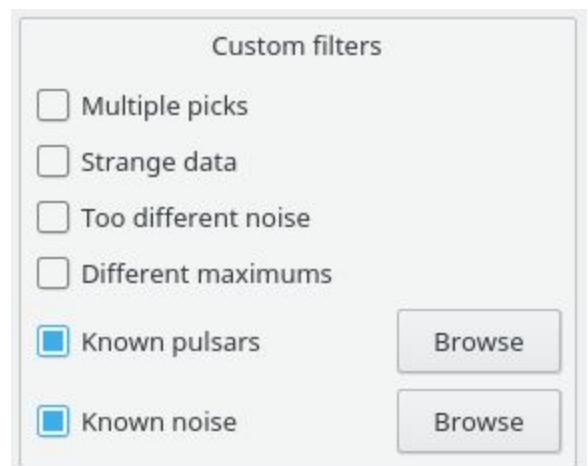 Custom filters
Multiple picks
Strange data
Too different noise
Different maximums
Known pulsars Browse
Known noise Browse